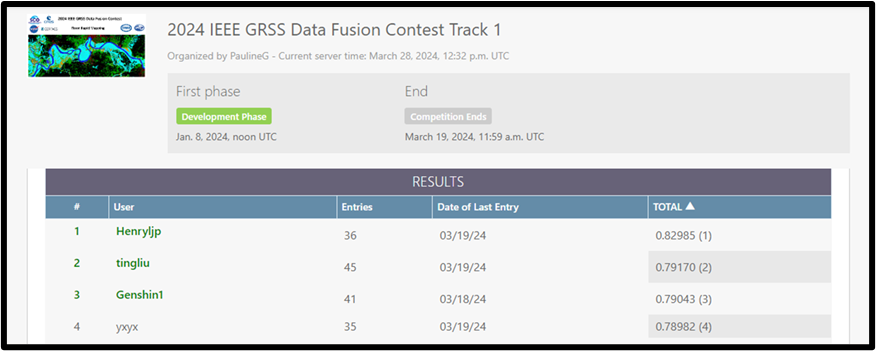 2024 IEEE GRSS Data Fusion Contest
Flood Rapid Mapping
2024 IEEE GRSS Data Fusion Contest Track 1
Organized by PaulineG - Current server time: March 28, 2024, 12:32 p.m. UTC
First phase End
Development Phase Competition Ends
Jan. 8, 2024, noon UTC March 19, 2024, 11:59 a.m. UTC
RESULTS
# User Entries Date of Last Entry TOTAL ▲
1 Henryljp 36 03/19/24 0.82985 (1)
2 tingliu 45 03/19/24 0.79170 (2)
3 Genshin1 41 03/18/24 0.79043 (3)
4 yxyx 35 03/19/24 0.78982 (4)